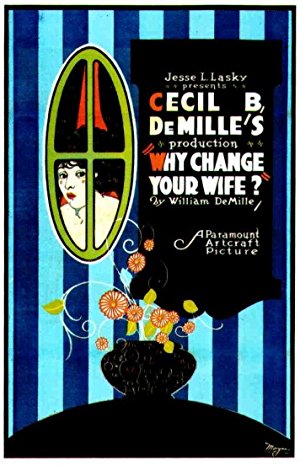 Jesse L. Lasky
presents
CECIL B.
DEMILLE'S
production
"WHY CHANGE
YOUR WIFE?"
By William DeMille
A Paramount
Artcraft
Picture